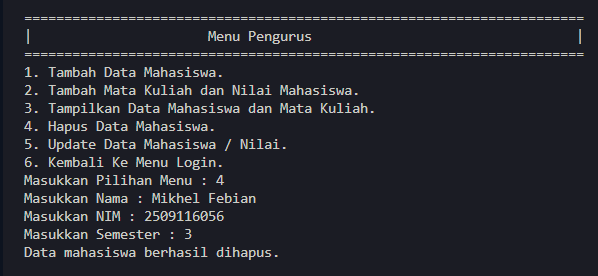 ======================================================================
|                      Menu Pengurus                                 |
======================================================================
1. Tambah Data Mahasiswa.
2. Tambah Mata Kuliah dan Nilai Mahasiswa.
3. Tampilkan Data Mahasiswa dan Mata Kuliah.
4. Hapus Data Mahasiswa.
5. Update Data Mahasiswa / Nilai.
6. Kembali Ke Menu Login.
Masukkan Pilihan Menu : 4
Masukkan Nama : Mikhel Febian
Masukkan NIM : 2509116056
Masukkan Semester : 3
Data mahasiswa berhasil dihapus.